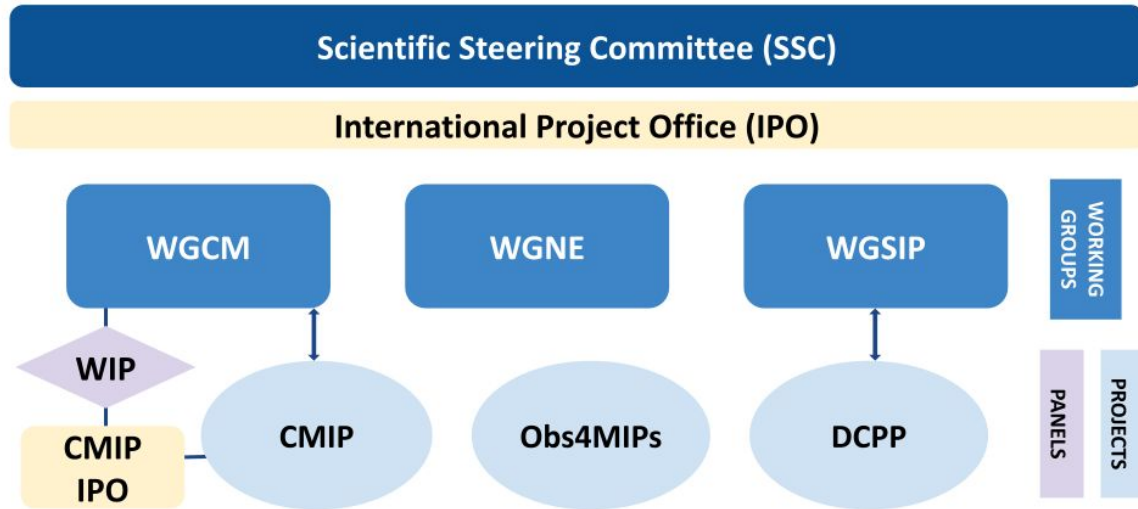 Scientific Steering Committee (SSC)
International Project Office (IPO)
WGCM
WGNE
WGSIP
WORKING
GROUPS
WIP
CMIP
IPO
CMIP
Obs4MIPs
DCPP
PANELS
PROJECTS